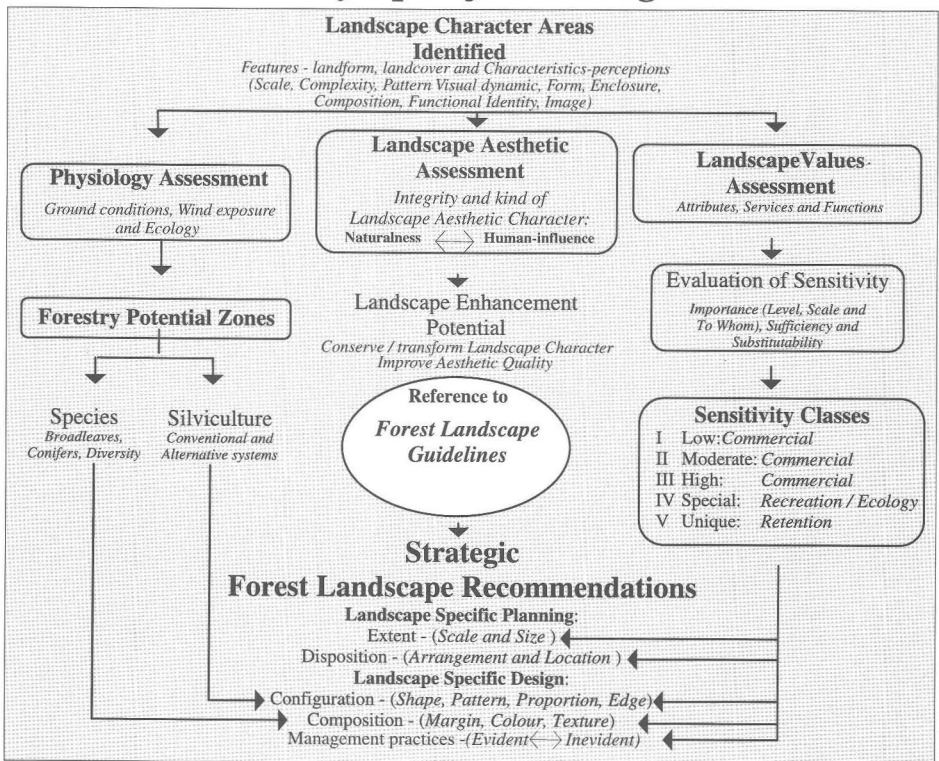 Landscape Character Areas
Identified
Features - landform, landcover and Characteristics-perceptions
(Scale, Complexity, Pattern Visual dynamic, Form, Enclosure,
Composition, Functional Identity, Image)
Physiology Assessment
Ground conditions, Wind exposure
and Ecology
Forestry Potential Zones
Species
Broadleaves,
Conifers, Diversity
Silviculture
Conventional and
Alternative systems
Landscape Aesthetic
Assessment
Integrity and kind of
Landscape Aesthetic Character:
Naturalness <--> Human-influence
Landscape Enhancement
Potential
Conserve / transform Landscape Character
Improve Aesthetic Quality
Reference to
Forest Landscape
Guidelines
LandscapeValues
Assessment
Attributes, Services and Functions
Evaluation of Sensitivity
Importance (Level, Scale and
To Whom), Sufficiency and
Substitutability
Sensitivity Classes
I Low: Commercial
II Moderate: Commercial
III High: Commercial
IV Special: Recreation / Ecology
V Unique: Retention
Strategic
Forest Landscape Recommendations
Landscape Specific Planning:
Extent - (Scale and Size )
Disposition - (Arrangement and Location )
Landscape Specific Design:
Configuration - (Shape, Pattern, Proportion, Edge)
Composition - (Margin, Colour, Texture)
Management practices -(Evident<-->Inevident)